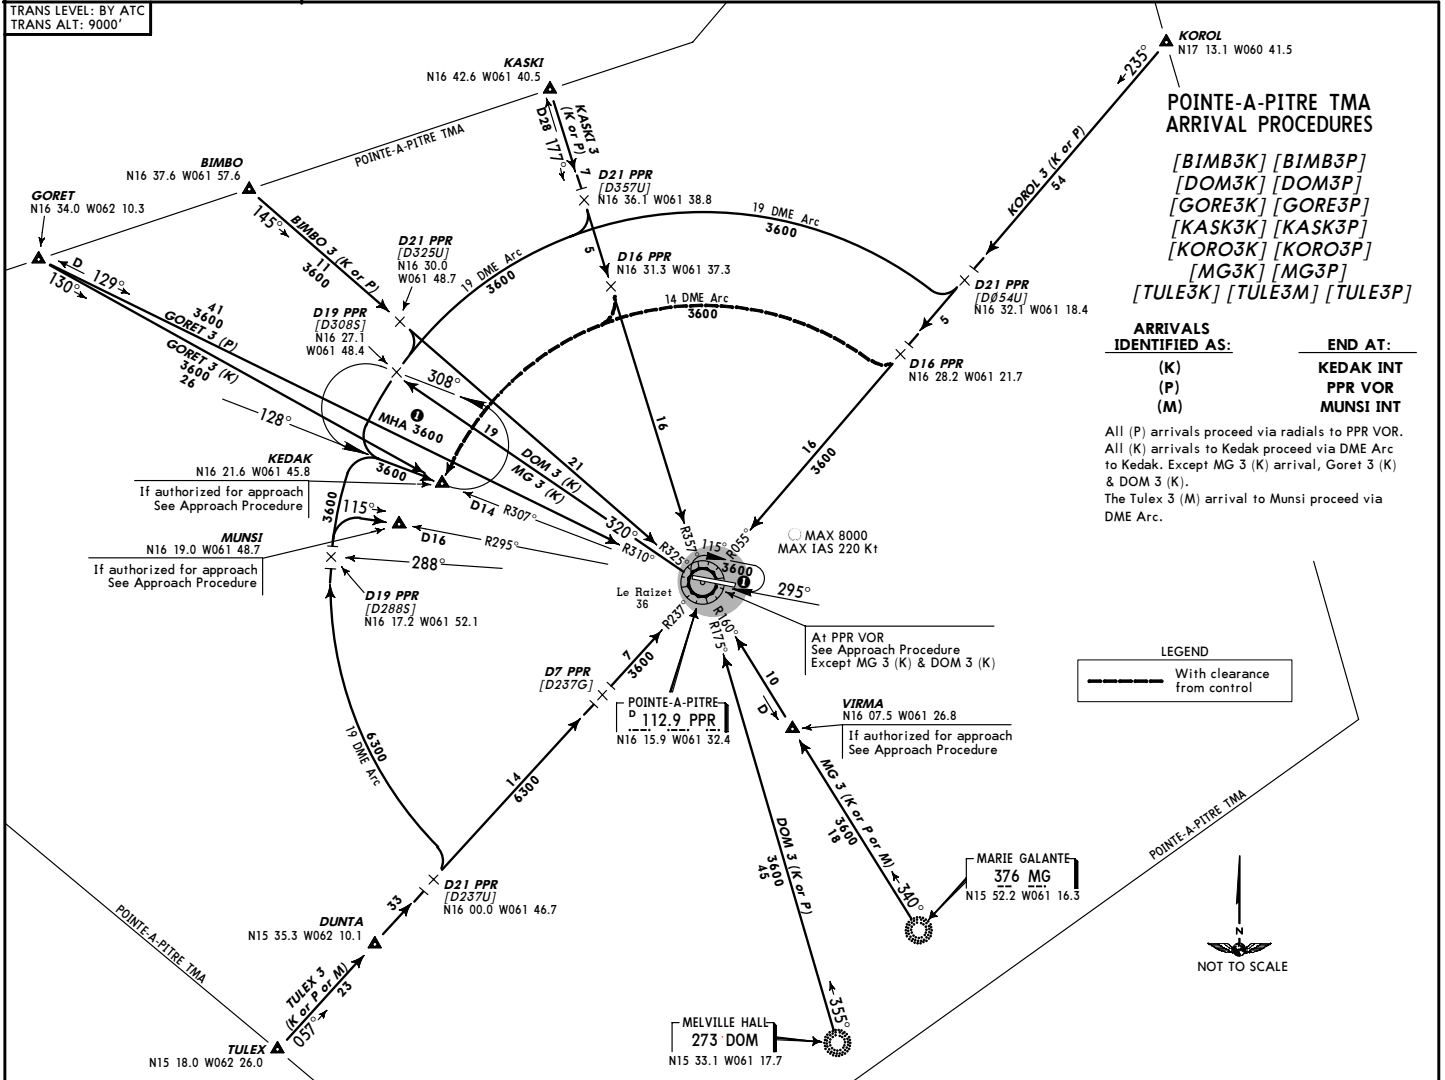 TRANS LEVEL: BY ATC
TRANS ALT: 9000'
KOROL
N17 13.1 W060 41.5
235°
KASKI
N16 42.6 W061 40.5
POINTE-A-PITRE TMA
D28 177°
KASKI 3
(K or P)
7
POINTE-A-PITRE TMA
ARRIVAL PROCEDURES
[BIMB3K] [BIMB3P]
[DOM3K] [DOM3P]
[GORE3K] [GORE3P]
[KASK3K] [KASK3P]
[KORO3K] [KORO3P]
[MG3K] [MG3P]
[TULE3K] [TULE3M] [TULE3P]
ARRIVALS
IDENTIFIED AS:
END AT:
(K)
KEDAK INT
(P)
PPR VOR
(M)
MUNSI INT
All (P) arrivals proceed via radials to PPR VOR.
All (K) arrivals to Kedak proceed via DME Arc
to Kedak. Except MG 3 (K) arrival, Goret 3 (K)
& DOM 3 (K).
The Tulex 3 (M) arrival to Munsi proceed via
DME Arc.
BIMBO
N16 37.6 W061 57.6
145°
BIMBO 3 (K or P)
11
3600
GORET
N16 34.0 W062 10.3
D
129°
130°
41
3600
GORET 3 (P)
GORET 3 (K)
3600
26
D21 PPR
[D357U]
N16 36.1 W061 38.8
5
D16 PPR
N16 31.3 W061 37.3
19 DME Arc
3600
14 DME Arc
3600
KOROL 3 (K or P)
54
D21 PPR
[DØ54U]
N16 32.1 W061 18.4
5
D16 PPR
N16 28.2 W061 21.7
16
3600
D21 PPR
[D325U]
N16 30.0
W061 48.7
19 DME Arc
3600
D19 PPR
[D308S]
N16 27.1
W061 48.4
308°
MHA 3600
19
DOM 3 (K)
MG 3 (K)
21
16
128°
KEDAK
N16 21.6 W061 45.8
If authorized for approach
See Approach Procedure
3600
3600
D14
R307°
115°
D16
R295°
MUNSI
N16 19.0 W061 48.7
If authorized for approach
See Approach Procedure
288°
D19 PPR
[D288S]
N16 17.2 W061 52.1
320°
R310°
R325°
R357°
115°
R055°
3600
295°
MAX 8000
MAX IAS 220 Kt
Le Raizet
36
R237°
R160°
R175°
At PPR VOR
See Approach Procedure
Except MG 3 (K) & DOM 3 (K)
LEGEND
With clearance
from control
D7 PPR
[D237G]
7
3600
POINTE-A-PITRE
D 112.9 PPR
N16 15.9 W061 32.4
10
D
VIRMA
N16 07.5 W061 26.8
If authorized for approach
See Approach Procedure
6300
19 DME Arc
14
6300
MG 3 (K or P or M)
3600
18
340°
DOM 3 (K or P)
3600
45
355°
MARIE GALANTE
376 MG
N15 52.2 W061 16.3
POINTE-A-PITRE TMA
D21 PPR
[D237U]
N16 00.0 W061 46.7
33
DUNTA
N15 35.3 W062 10.1
POINTE-A-PITRE TMA
TULEX 3
(K or P or M)
23
057°
TULEX
N15 18.0 W062 26.0
MELVILLE HALL
273 DOM
N15 33.1 W061 17.7
N
NOT TO SCALE